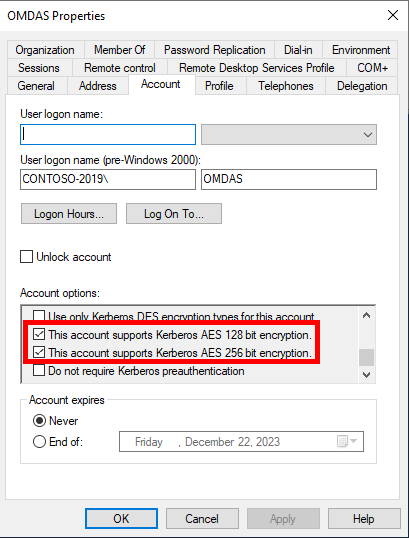 OMDAS Properties
Organization Member Of Password Replication Dial-in Environment
Sessions Remote control Remote Desktop Services Profile COM+
General Address Account Profile Telephones Delegation
User logon name:
User logon name (pre-Windows 2000):
CONTOSO-2019\ OMDAS
Logon Hours... Log On To...
Unlock account
Account options:
Use only Kerberos DES encryption types for this account
This account supports Kerberos AES 128 bit encryption.
This account supports Kerberos AES 256 bit encryption.
Do not require Kerberos preauthentication
Account expires
Never
End of: Friday , December 22, 2023
OK Cancel Apply Help